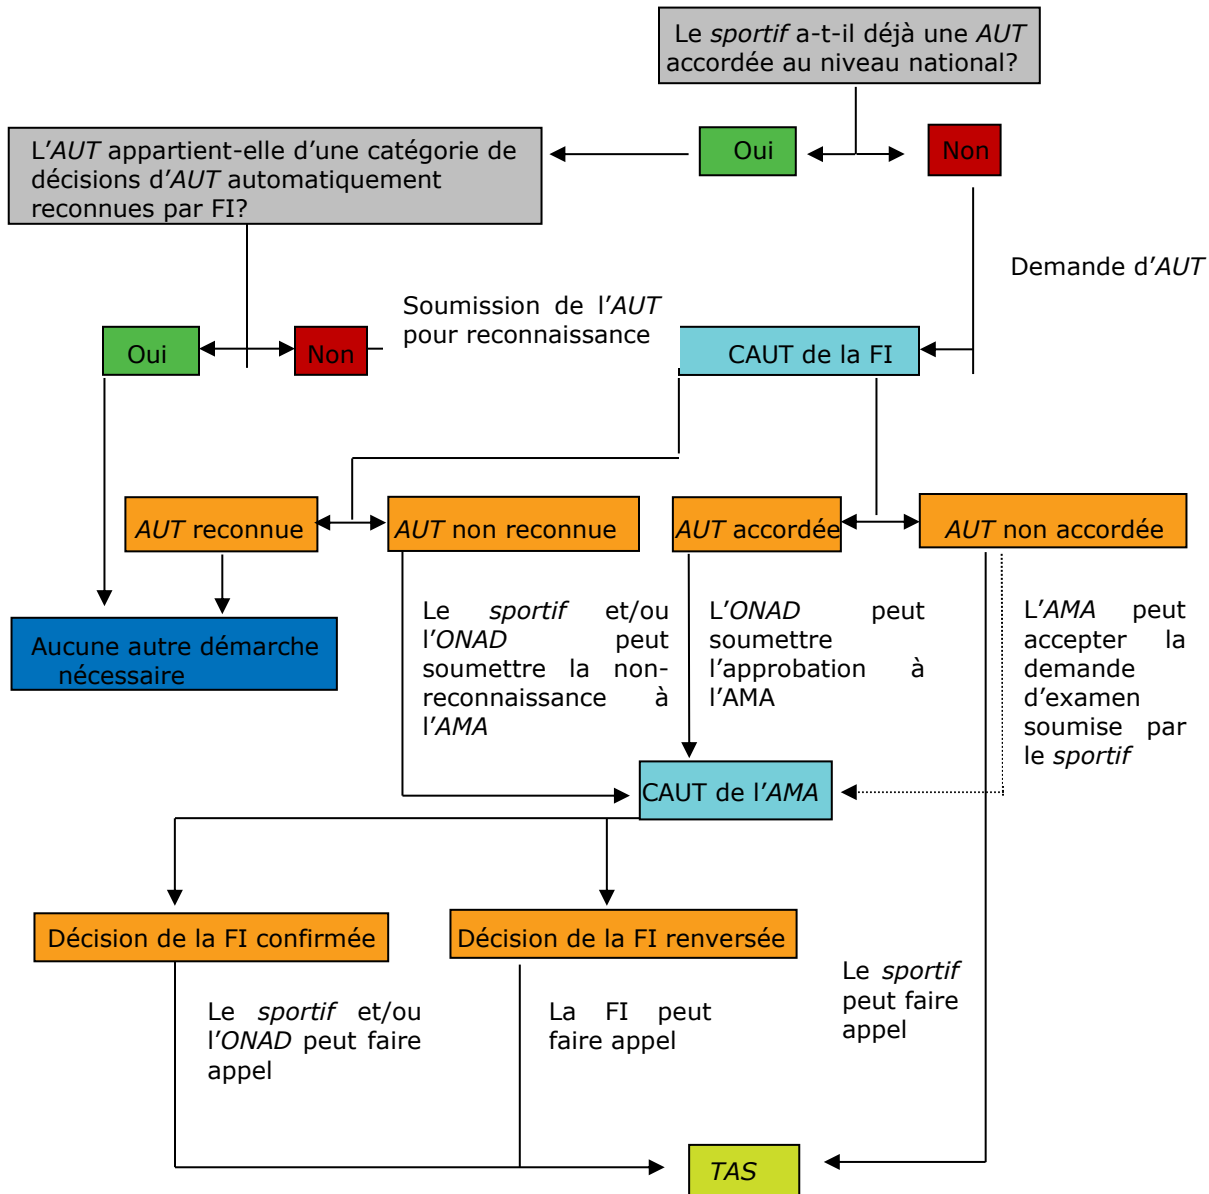 Le sportif a-t-il déjà une AUT
accordée au niveau national?
L’AUT appartient-elle d’une catégorie de
décisions d’AUT automatiquement
reconnues par FI?
Oui
Non
Demande d’AUT
Soumission de l’AUT
pour reconnaissance
Oui
Non
CAUT de la FI
AUT reconnue
AUT non reconnue
AUT accordée
AUT non accordée
Aucune autre démarche
nécessaire
Le sportif et/ou
l’ONAD peut
soumettre la non-
reconnaissance à
l’AMA
L’ONAD peut
soumettre
l’approbation à
l’AMA
L’AMA peut
accepter la
demande
d’examen
soumise par
le sportif
CAUT de l’AMA
Décision de la FI confirmée
Décision de la FI renversée
Le sportif et/ou
l’ONAD peut faire
appel
La FI peut
faire appel
Le sportif
peut faire
appel
TAS